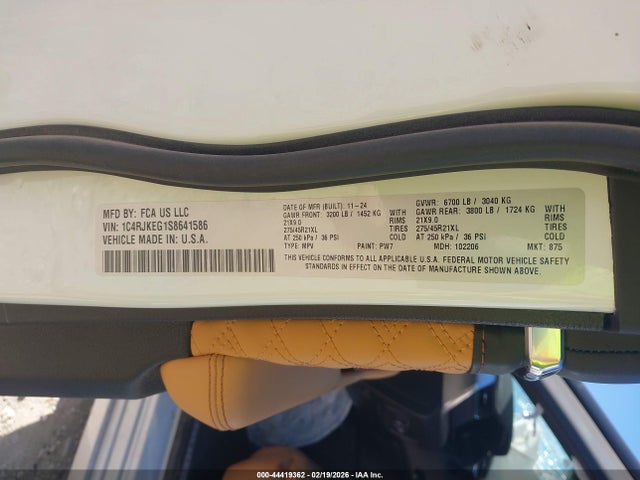 MFD BY: FCA US LLC
VIN: 1C4RJKEG1S8641586
VEHICLE MADE IN: U.S.A.
DATE OF MFR (BUILT): 11-24
GAWR FRONT: 3200 LB / 1452 KG
21X9.0
275/45R21XL
AT 250 kPa / 36 PSI
TYPE: MPV
PAINT: PW7
RIMS
TIRES
COLD
GVWR: 6700 LB / 3040 KG
GAWR REAR: 3800 LB / 1724 KG
21X9.0
275/45R21XL
AT 250 kPa / 36 PSI
MDH: 102206
RIMS
TIRES
COLD
MKT: 875
THIS VEHICLE CONFORMS TO ALL APPLICABLE U.S.A. FEDERAL MOTOR VEHICLE SAFETY
STANDARDS IN EFFECT ON THE DATE OF MANUFACTURE SHOWN ABOVE.
00-44419362 - 02/19/2026 - IAA Inc.